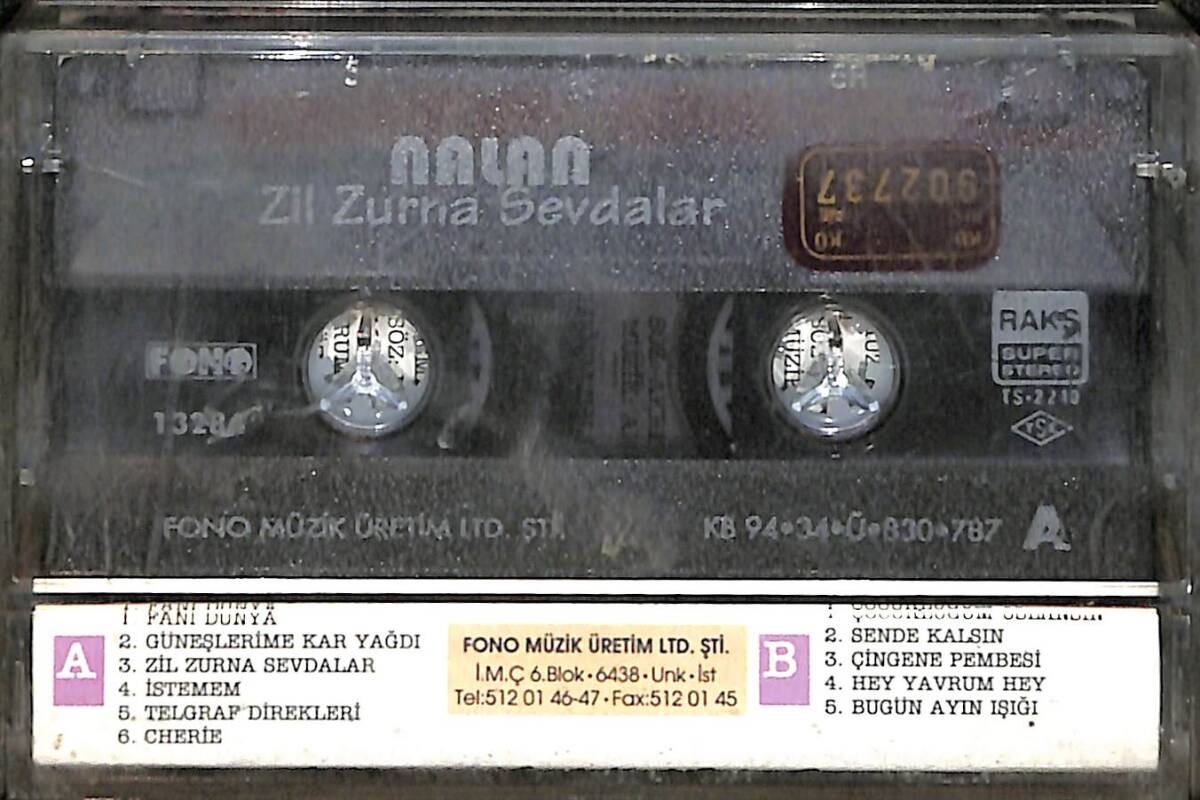 NALAN
Zil Zurna Sevdalar
902737
FONO
RAKS
SUPER
STEREO
TS-2210
TSE
FONO MÜZİK ÜRETİM LTD. ŞTİ.
KB 94•34•Ü•830•787 A
A
1. FANİ DÜNYA
2. GÜNEŞLERİME KAR YAĞDI
3. ZİL ZURNA SEVDALAR
4. İSTEMEM
5. TELGRAF DİREKLERİ
6. CHERİE
FONO MÜZİK ÜRETİM LTD. ŞTİ.
İ.M.Ç 6.Blok•6438•Unk•İst
Tel:512 01 46-47•Fax:512 01 45
B
2. SENDE KALSIN
3. ÇİNGENE PEMBESİ
4. HEY YAVRUM HEY
5. BUGÜN AYIN IŞIĞI